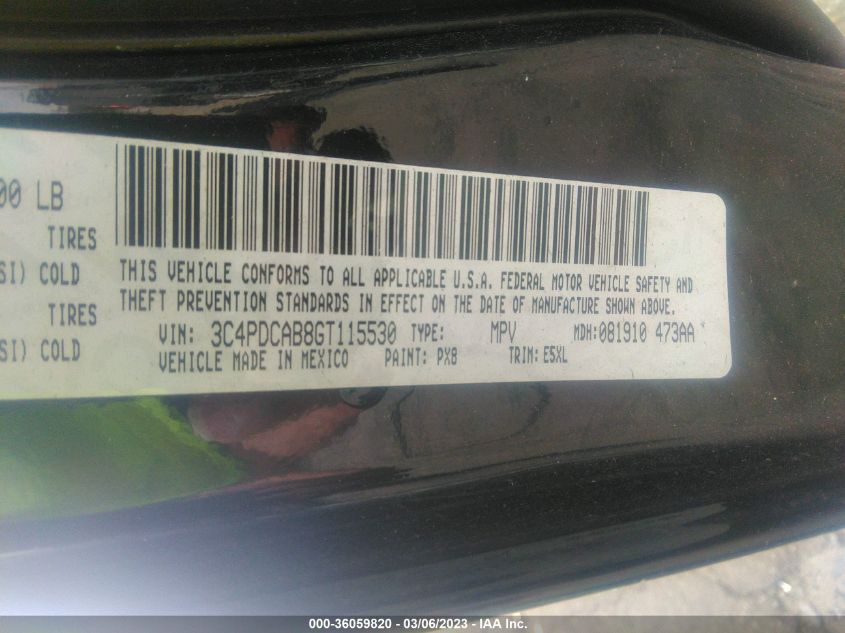 00 LB
TIRES
SI) COLD
TIRES
SI) COLD
THIS VEHICLE CONFORMS TO ALL APPLICABLE U.S.A. FEDERAL MOTOR VEHICLE SAFETY AND
THEFT PREVENTION STANDARDS IN EFFECT ON THE DATE OF MANUFACTURE SHOWN ABOVE.
VIN: 3C4PDCAB8GT115530 TYPE: MPV MDH:081910 473AA *
VEHICLE MADE IN MEXICO PAINT: PX8 TRIM: E5XL
000-36059820 - 03/06/2023 - IAA Inc.